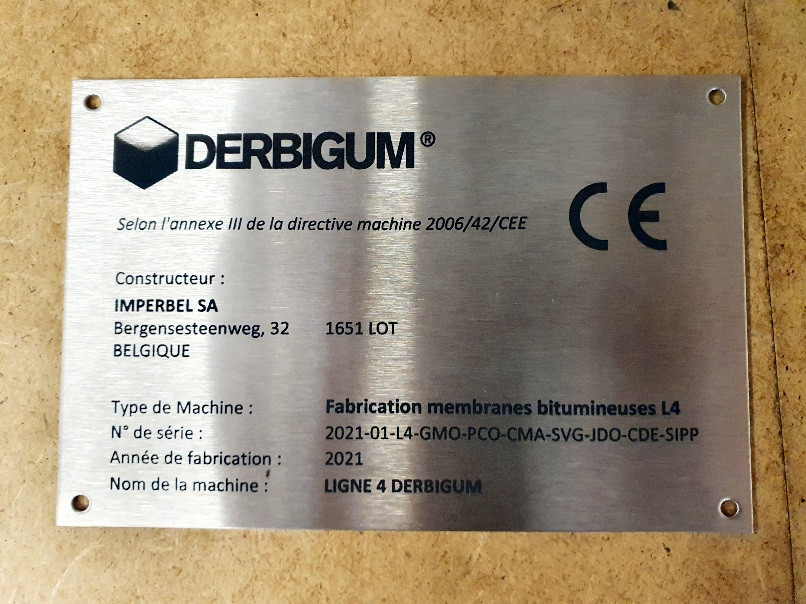 DERBIGUM®
Selon l'annexe III de la directive machine 2006/42/CEE
CE
Constructeur :
IMPERBEL SA
Bergensesteenweg, 32 1651 LOT
BELGIQUE
Type de Machine : Fabrication membranes bitumineuses L4
N° de série : 2021-01-L4-GMO-PCO-CMA-SVG-JDO-CDE-SIPP
Année de fabrication : 2021
Nom de la machine : LIGNE 4 DERBIGUM